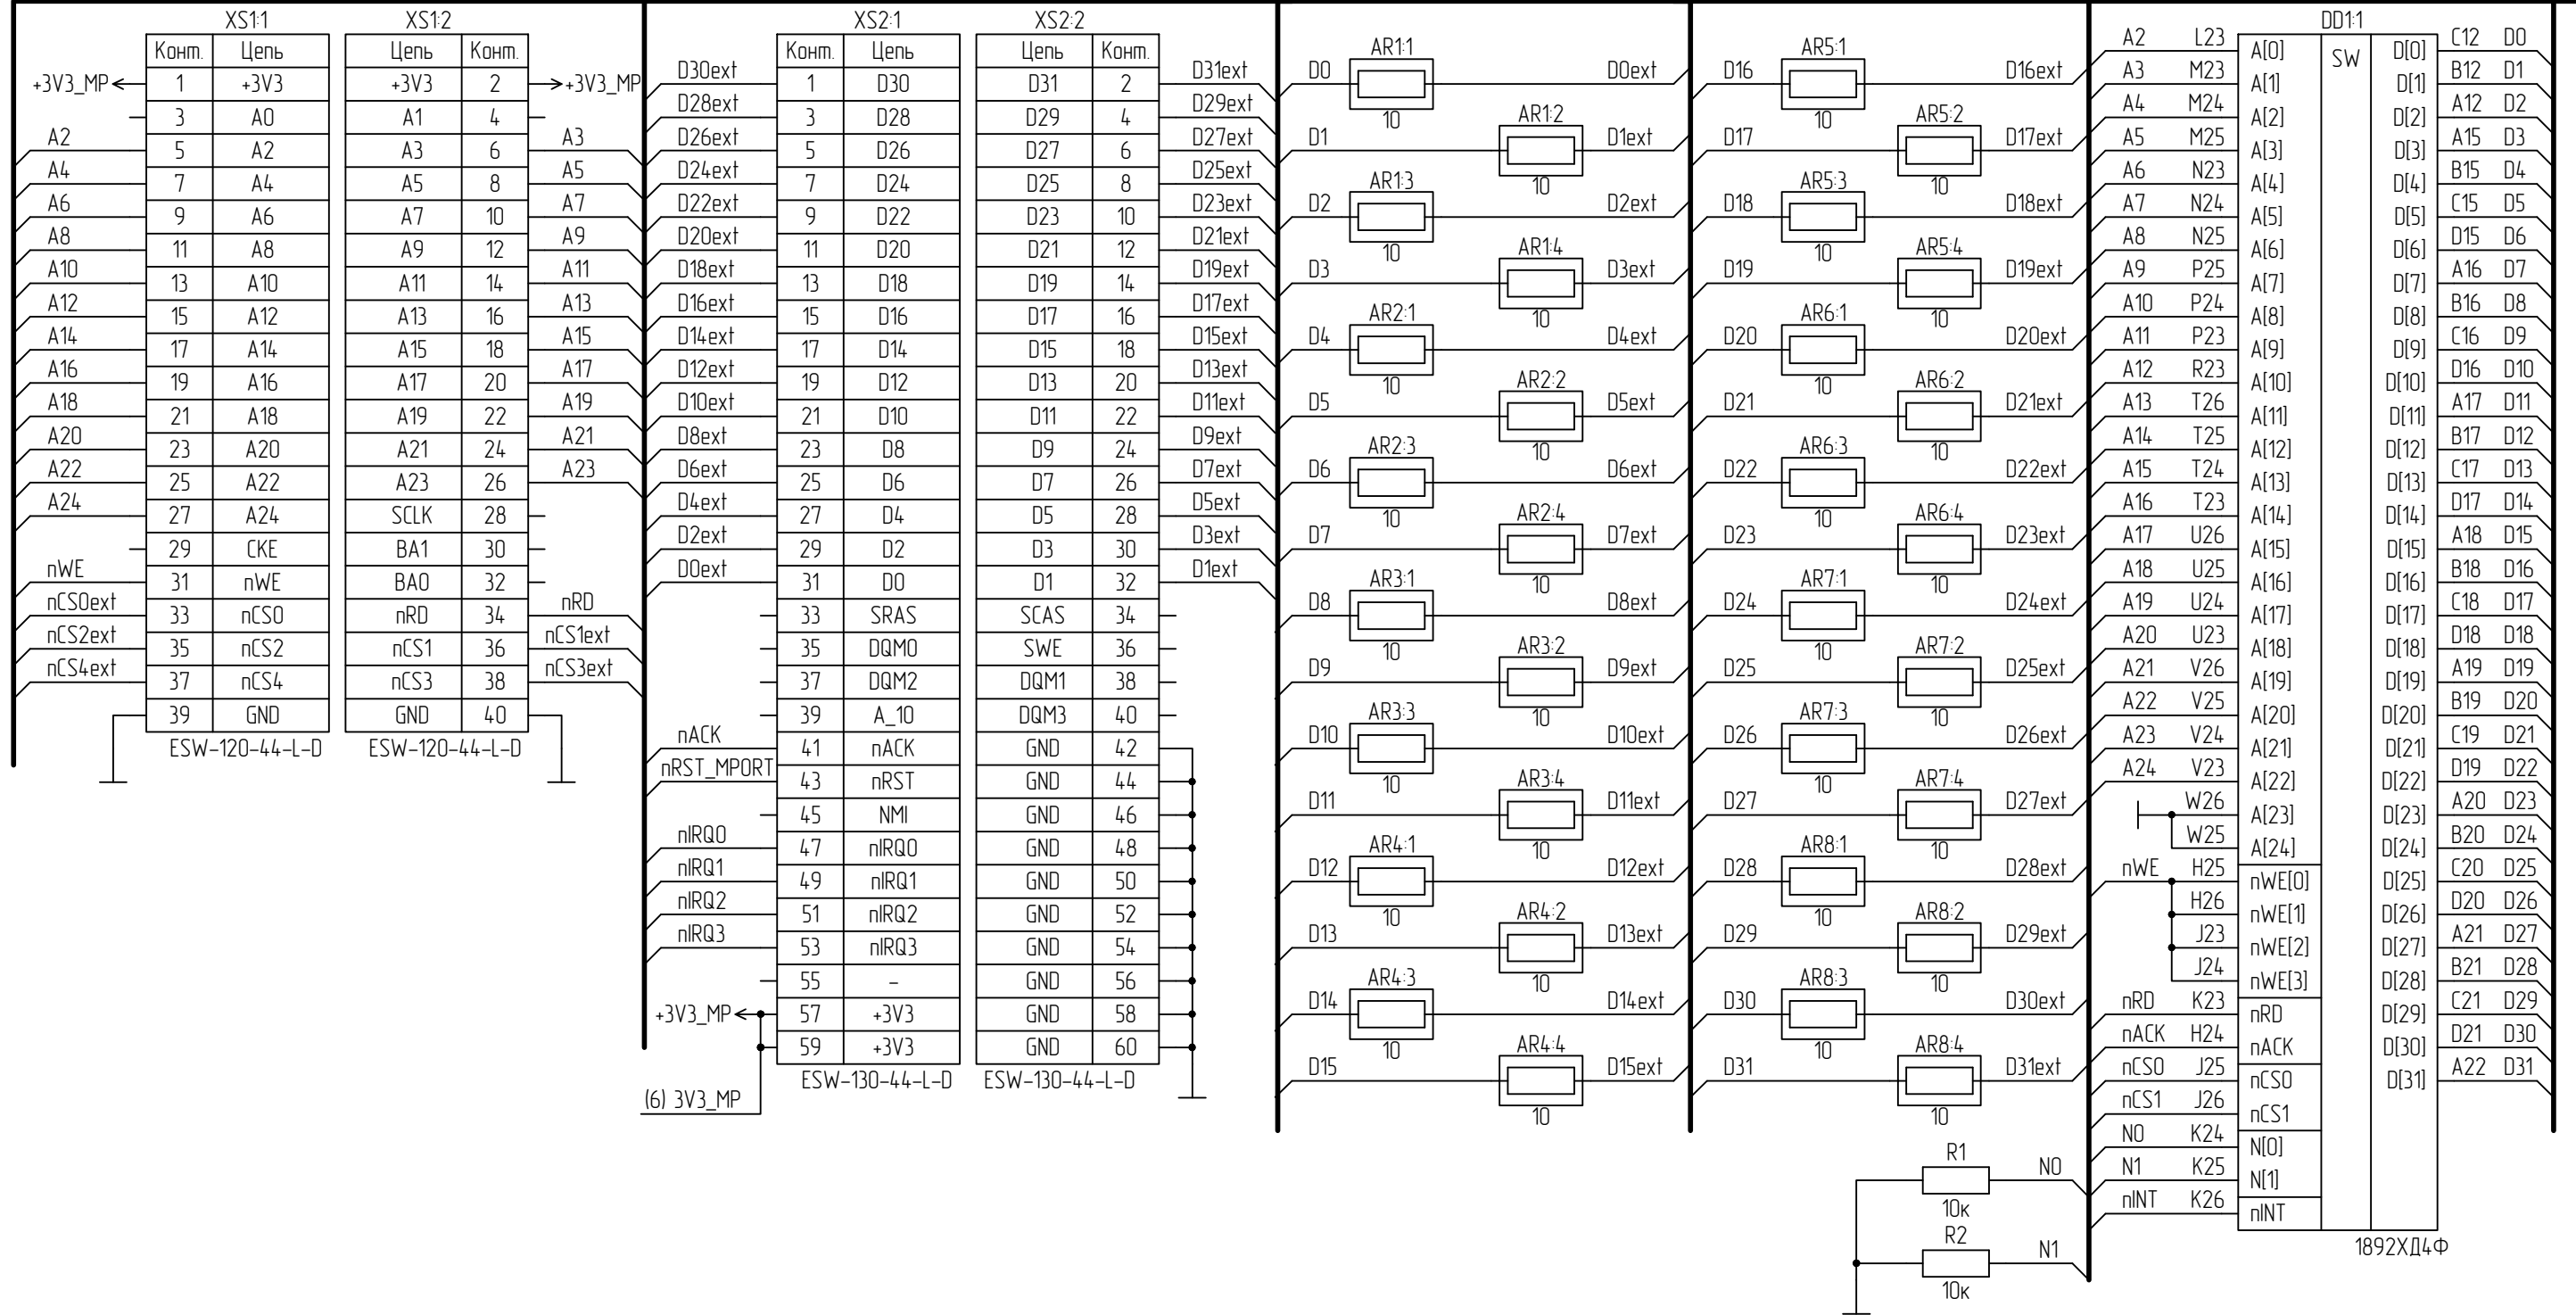 XS1:1 XS1:2
Конт. Цепь Цепь Конт.
+3V3_MP 1 +3V3 +3V3 2 +3V3_MP
3 A0 A1 4
A2 5 A2 A3 6 A3
A4 7 A4 A5 8 A5
A6 9 A6 A7 10 A7
A8 11 A8 A9 12 A9
A10 13 A10 A11 14 A11
A12 15 A12 A13 16 A13
A14 17 A14 A15 18 A15
A16 19 A16 A17 20 A17
A18 21 A18 A19 22 A19
A20 23 A20 A21 24 A21
A22 25 A22 A23 26 A23
A24 27 A24 SCLK 28
29 CKE BA1 30
nWE 31 nWE BA0 32
nCS0ext 33 nCS0 nRD 34 nRD
nCS2ext 35 nCS2 nCS1 36 nCS1ext
nCS4ext 37 nCS4 nCS3 38 nCS3ext
39 GND GND 40
ESW-120-44-L-D ESW-120-44-L-D
XS2:1 XS2:2
Конт. Цепь Цепь Конт.
D30ext 1 D30 D31 2 D31ext
D28ext 3 D28 D29 4 D29ext
D26ext 5 D26 D27 6 D27ext
D24ext 7 D24 D25 8 D25ext
D22ext 9 D22 D23 10 D23ext
D20ext 11 D20 D21 12 D21ext
D18ext 13 D18 D19 14 D19ext
D16ext 15 D16 D17 16 D17ext
D14ext 17 D14 D15 18 D15ext
D12ext 19 D12 D13 20 D13ext
D10ext 21 D10 D11 22 D11ext
D8ext 23 D8 D9 24 D9ext
D6ext 25 D6 D7 26 D7ext
D4ext 27 D4 D5 28 D5ext
D2ext 29 D2 D3 30 D3ext
D0ext 31 D0 D1 32 D1ext
33 SRAS SCAS 34
35 DQM0 SWE 36
37 DQM2 DQM1 38
39 A_10 DQM3 40
nACK 41 nACK GND 42
nRST_MPORT 43 nRST GND 44
45 NMI GND 46
nIRQ0 47 nIRQ0 GND 48
nIRQ1 49 nIRQ1 GND 50
nIRQ2 51 nIRQ2 GND 52
nIRQ3 53 nIRQ3 GND 54
55 - GND 56
+3V3_MP 57 +3V3 GND 58
59 +3V3 GND 60
ESW-130-44-L-D ESW-130-44-L-D
(6) 3V3_MP
D0 AR1:1 10 D0ext
D1 AR1:2 10 D1ext
D2 AR1:3 10 D2ext
D3 AR1:4 10 D3ext
D4 AR2:1 10 D4ext
D5 AR2:2 10 D5ext
D6 AR2:3 10 D6ext
D7 AR2:4 10 D7ext
D8 AR3:1 10 D8ext
D9 AR3:2 10 D9ext
D10 AR3:3 10 D10ext
D11 AR3:4 10 D11ext
D12 AR4:1 10 D12ext
D13 AR4:2 10 D13ext
D14 AR4:3 10 D14ext
D15 AR4:4 10 D15ext
D16 AR5:1 10 D16ext
D17 AR5:2 10 D17ext
D18 AR5:3 10 D18ext
D19 AR5:4 10 D19ext
D20 AR6:1 10 D20ext
D21 AR6:2 10 D21ext
D22 AR6:3 10 D22ext
D23 AR6:4 10 D23ext
D24 AR7:1 10 D24ext
D25 AR7:2 10 D25ext
D26 AR7:3 10 D26ext
D27 AR7:4 10 D27ext
D28 AR8:1 10 D28ext
D29 AR8:2 10 D29ext
D30 AR8:3 10 D30ext
D31 AR8:4 10 D31ext
R1 N0
10к
R2 N1
10к
DD1:1
SW
A2 L23 A[0] D[0] C12 D0
A3 M23 A[1] D[1] B12 D1
A4 M24 A[2] D[2] A12 D2
A5 M25 A[3] D[3] A15 D3
A6 N23 A[4] D[4] B15 D4
A7 N24 A[5] D[5] C15 D5
A8 N25 A[6] D[6] D15 D6
A9 P25 A[7] D[7] A16 D7
A10 P24 A[8] D[8] B16 D8
A11 P23 A[9] D[9] C16 D9
A12 R23 A[10] D[10] D16 D10
A13 T26 A[11] D[11] A17 D11
A14 T25 A[12] D[12] B17 D12
A15 T24 A[13] D[13] C17 D13
A16 T23 A[14] D[14] D17 D14
A17 U26 A[15] D[15] A18 D15
A18 U25 A[16] D[16] B18 D16
A19 U24 A[17] D[17] C18 D17
A20 U23 A[18] D[18] D18 D18
A21 V26 A[19] D[19] A19 D19
A22 V25 A[20] D[20] B19 D20
A23 V24 A[21] D[21] C19 D21
A24 V23 A[22] D[22] D19 D22
W26 A[23] D[23] A20 D23
W25 A[24] D[24] B20 D24
nWE H25 nWE[0] D[25] C20 D25
H26 nWE[1] D[26] D20 D26
J23 nWE[2] D[27] A21 D27
J24 nWE[3] D[28] B21 D28
nRD K23 nRD D[29] C21 D29
nACK H24 nACK D[30] D21 D30
nCS0 J25 nCS0 D[31] A22 D31
nCS1 J26 nCS1
N0 K24 N[0]
N1 K25 N[1]
nINT K26 nINT
1892ХД4Ф